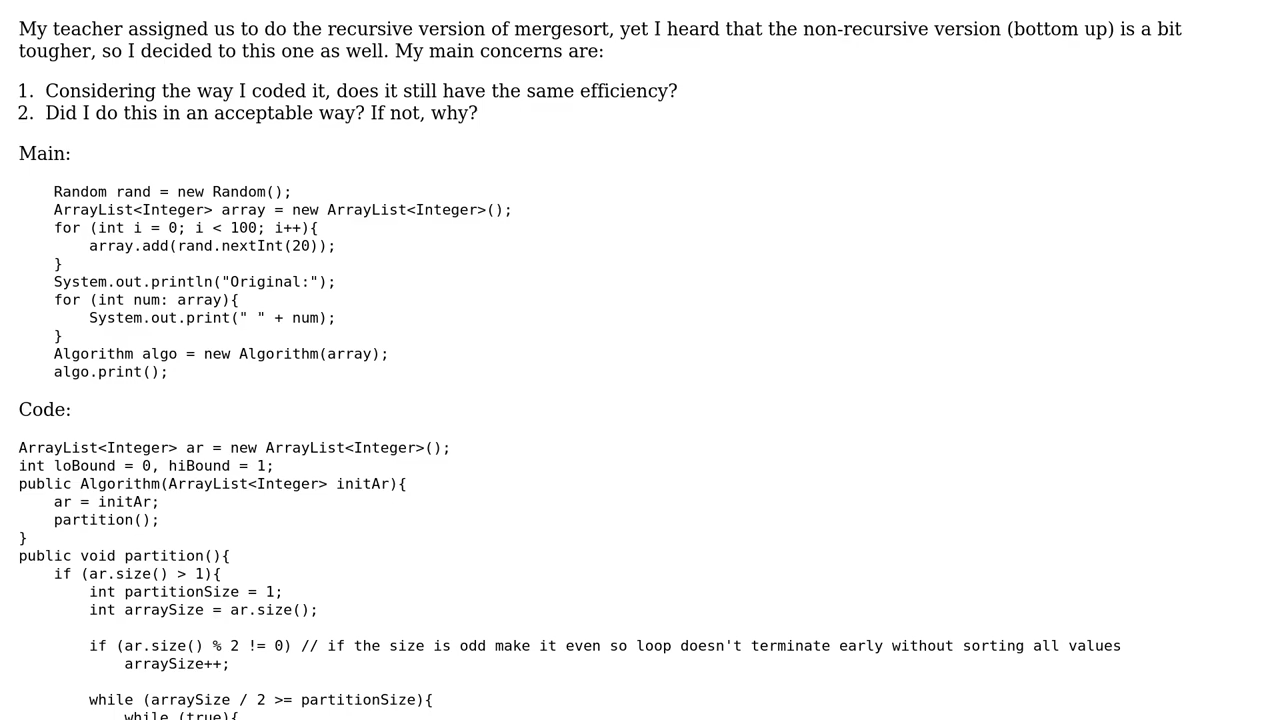 My teacher assigned us to do the recursive version of mergesort, yet I heard that the non-recursive version (bottom up) is a bit
tougher, so I decided to this one as well. My main concerns are:
1. Considering the way I coded it, does it still have the same efficiency?
2. Did I do this in an acceptable way? If not, why?
Main:
    Random rand = new Random();
    ArrayList<Integer> array = new ArrayList<Integer>();
    for (int i = 0; i < 100; i++){
        array.add(rand.nextInt(20));
    }
    System.out.println("Original:");
    for (int num: array){
        System.out.print(" " + num);
    }
    Algorithm algo = new Algorithm(array);
    algo.print();
Code:
ArrayList<Integer> ar = new ArrayList<Integer>();
int loBound = 0, hiBound = 1;
public Algorithm(ArrayList<Integer> initAr){
    ar = initAr;
    partition();
}
public void partition(){
    if (ar.size() > 1){
        int partitionSize = 1;
        int arraySize = ar.size();
        if (ar.size() % 2 != 0) // if the size is odd make it even so loop doesn't terminate early without sorting all values
            arraySize++;
        while (arraySize / 2 >= partitionSize){
            while (true){